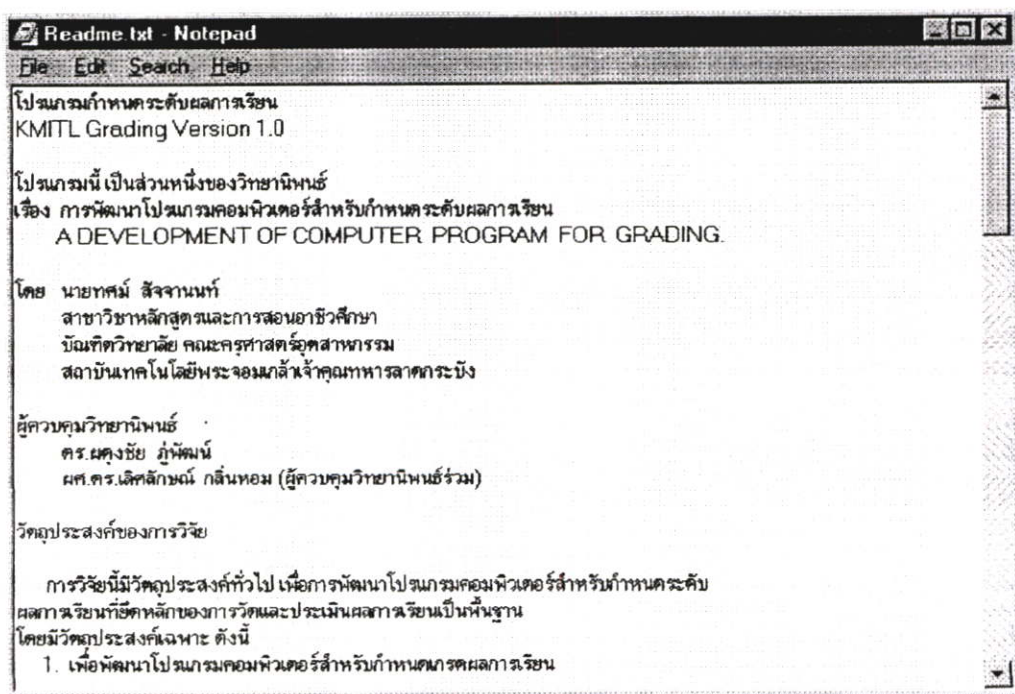 Readme.txt - Notepad
File Edit Search Help
โปรแกรมกำหนดระดับผลการเรียน
KMITL Grading Version 1.0
โปรแกรมนี้ เป็นส่วนหนึ่งของวิทยานิพนธ์
เรื่อง การพัฒนาโปรแกรมคอมพิวเตอร์สำหรับกำหนดระดับผลการเรียน
A DEVELOPMENT OF COMPUTER PROGRAM FOR GRADING.
โดย นายทศม์ สัจจานนท์
สาขาวิชาหลักสูตรและการสอนอาชีวศึกษา
บัณฑิตวิทยาลัย คณะครุศาสตร์อุตสาหกรรม
สถาบันเทคโนโลยีพระจอมเกล้าเจ้าคุณทหารลาดกระบัง
ผู้ควบคุมวิทยานิพนธ์
ดร.ผดุงชัย ภู่พัฒน์
ผศ.ดร.เลิศลักษณ์ กลิ่นหอม (ผู้ควบคุมวิทยานิพนธ์ร่วม)
วัตถุประสงค์ของการวิจัย
การวิจัยนี้มีวัตถุประสงค์ทั่วไป เพื่อการพัฒนาโปรแกรมคอมพิวเตอร์สำหรับกำหนดระดับ
ผลการเรียนที่ยึดหลักของการวัดและประเมินผลการเรียนเป็นพื้นฐาน
โดยมีวัตถุประสงค์เฉพาะ ดังนี้
1. เพื่อพัฒนาโปรแกรมคอมพิวเตอร์สำหรับกำหนดเกรดผลการเรียน